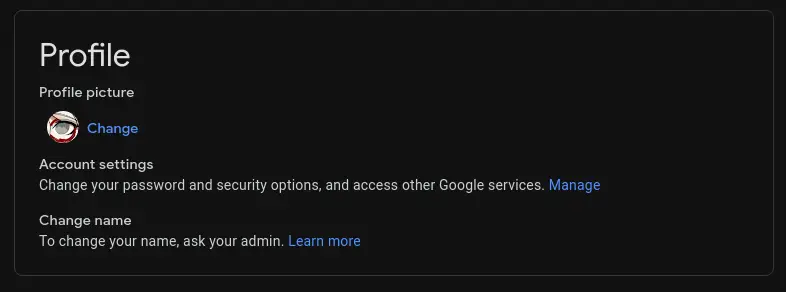 Profile
Profile picture
Change
Account settings
Change your password and security options, and access other Google services. Manage
Change name
To change your name, ask your admin. Learn more